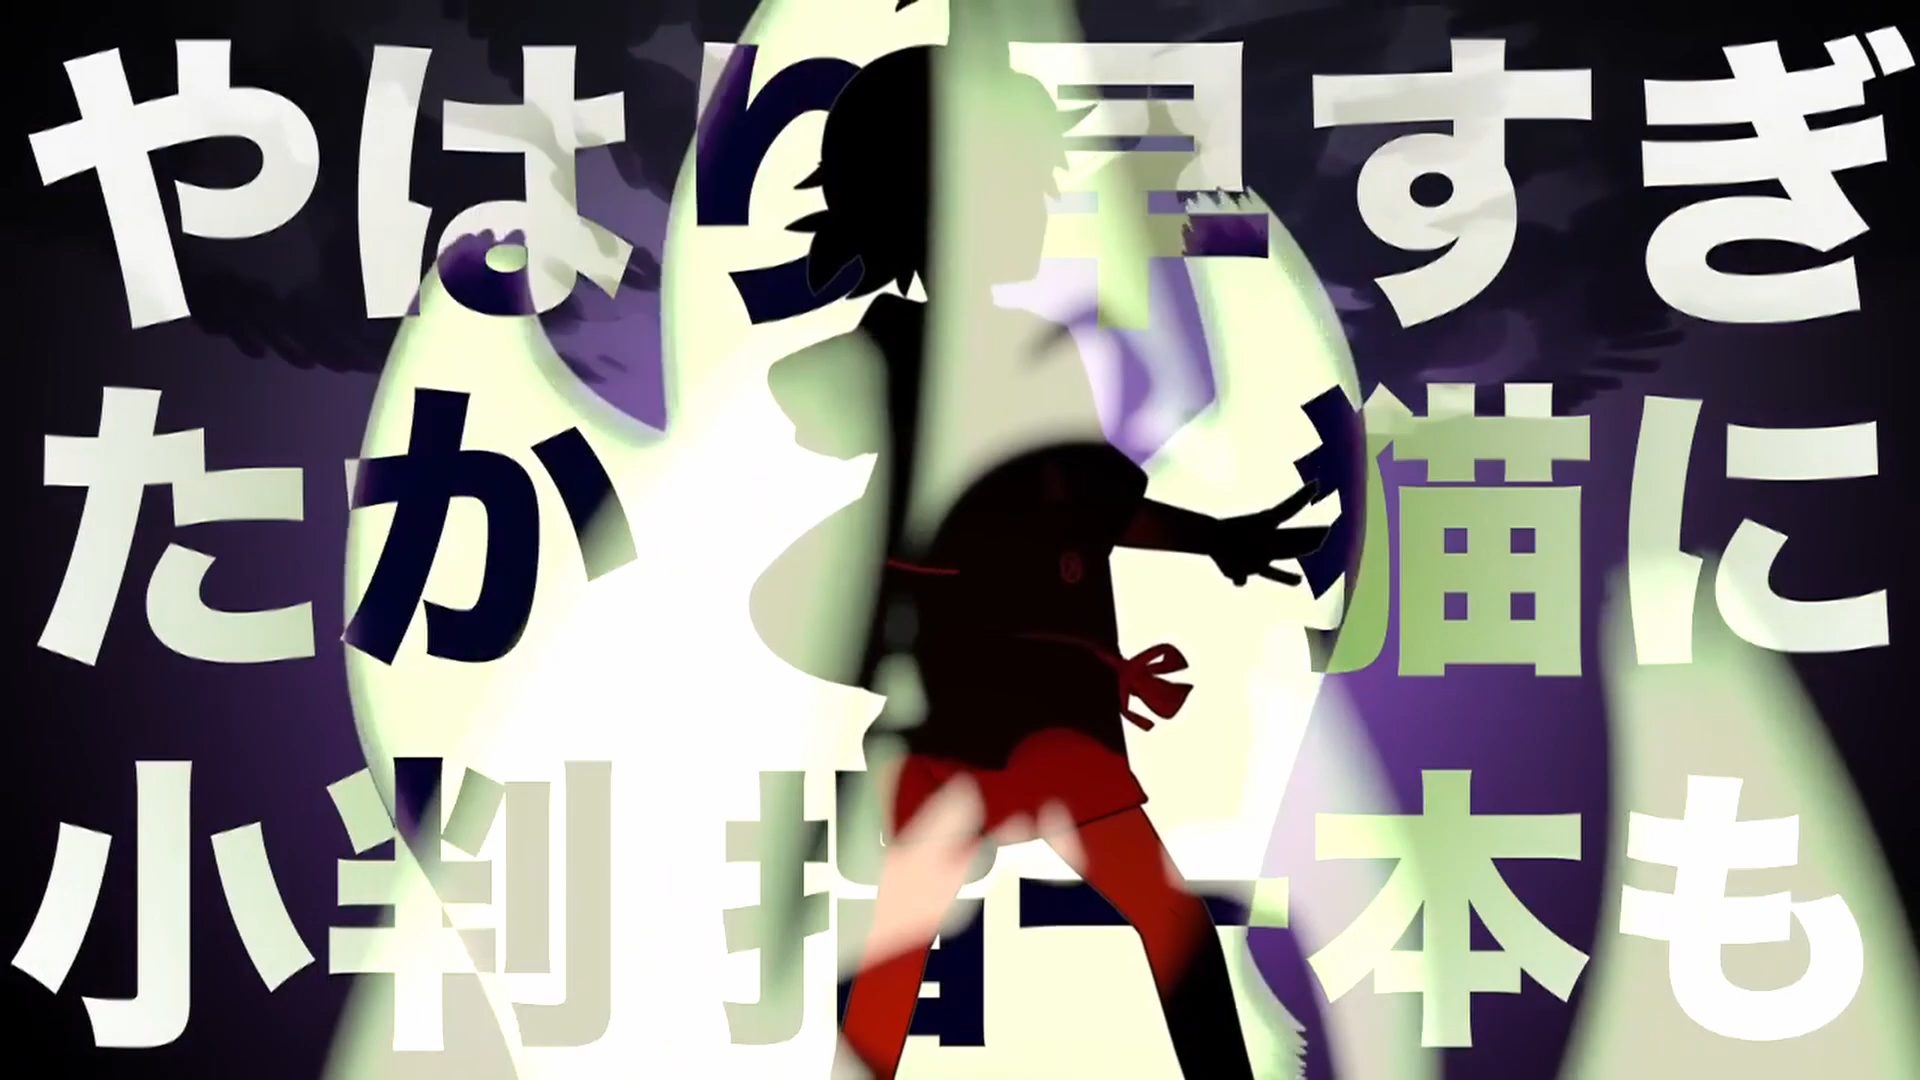 やはり早すぎ
たか 猫に
小判 指一本も